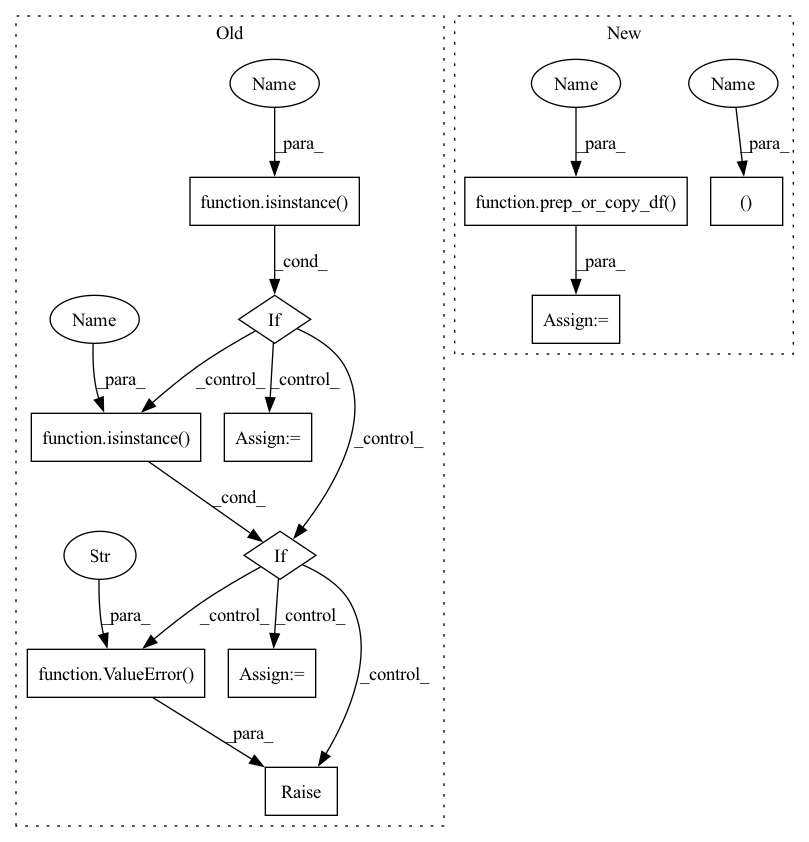 Old
New
Name
Name
Name
_para_
_para_
_para_
function.isinstance()
function.prep_or_copy_df()
()
_cond_
_para_
Name
If
Assign:=
_para_
_control_
_control_
function.isinstance()
Assign:=
_control_
_cond_
Str
If
_para_
_control_
_control_
function.ValueError()
Assign:=
_control_
_para_
Raise